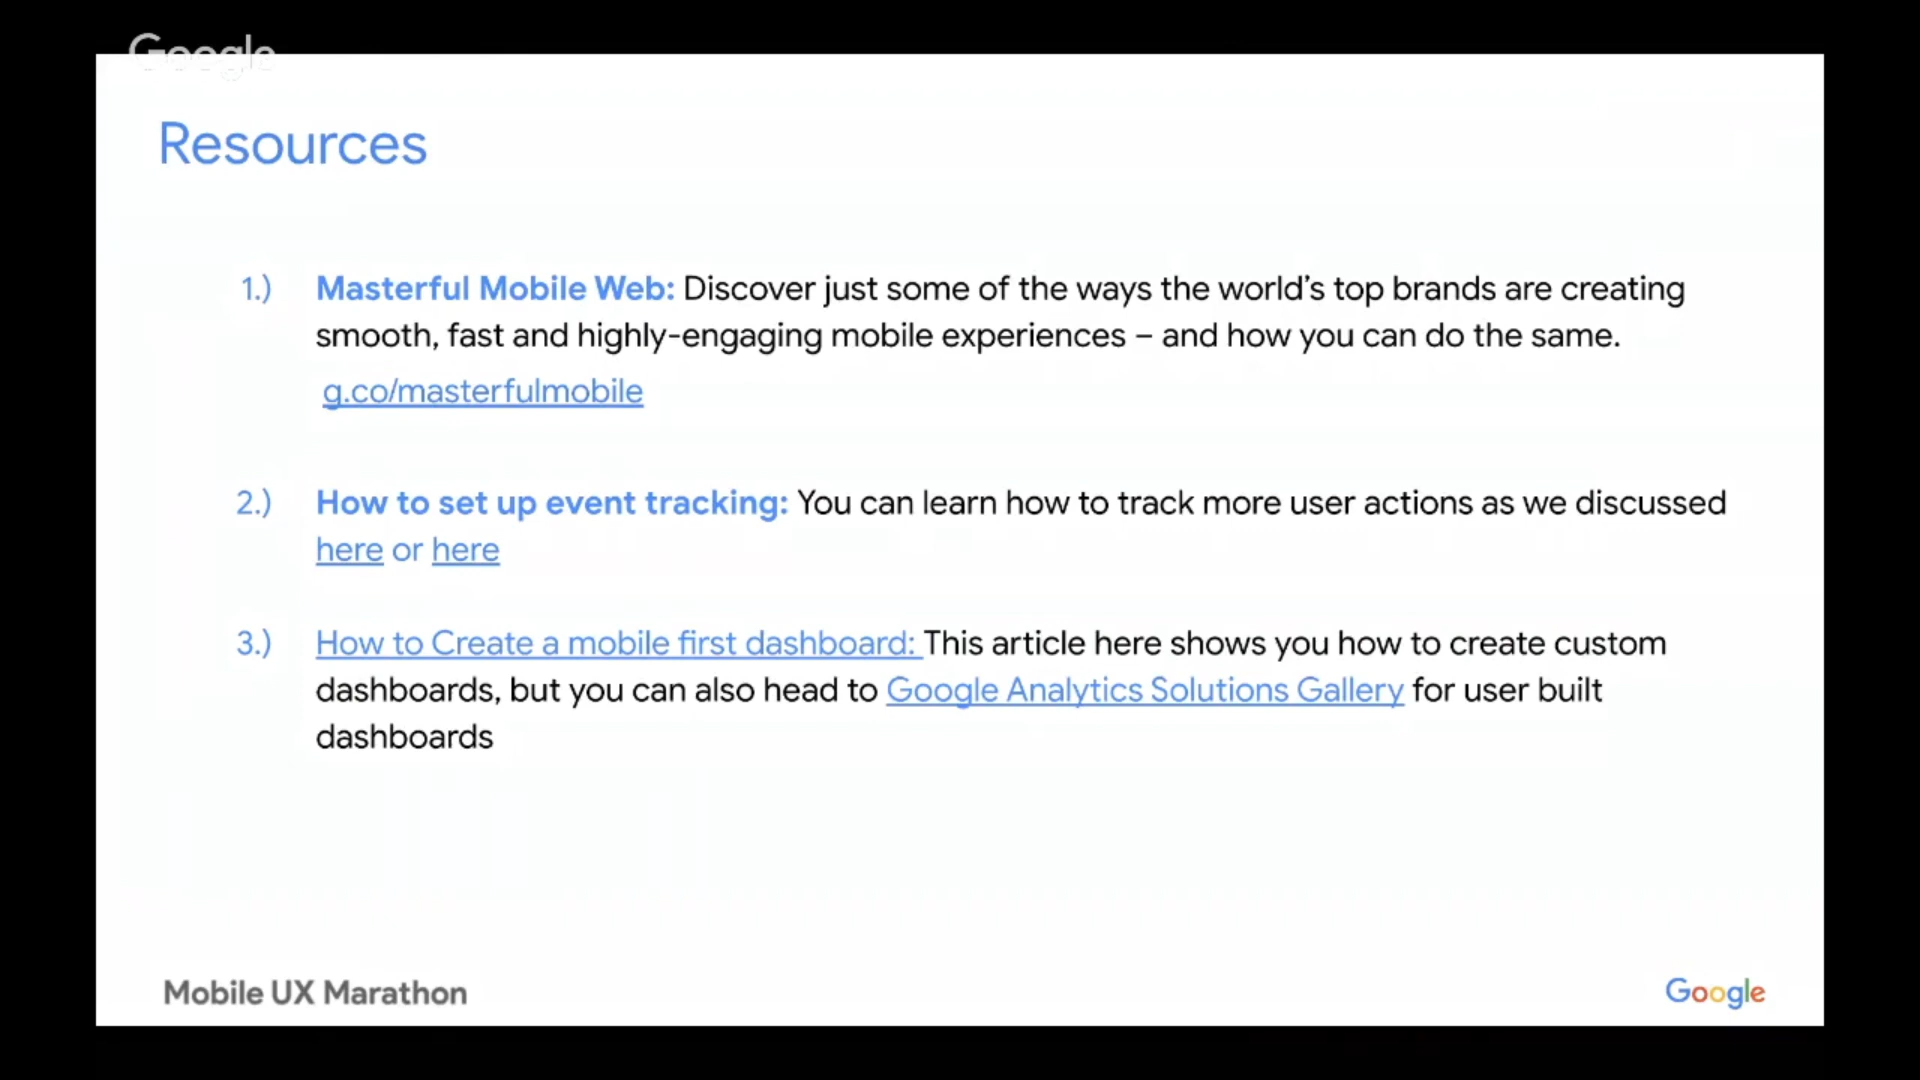 Google
Resources
1.) Masterful Mobile Web: Discover just some of the ways the world's top brands are creating
smooth, fast and highly-engaging mobile experiences – and how you can do the same.
g.co/masterfulmobile
2.) How to set up event tracking: You can learn how to track more user actions as we discussed
here or here
3.) How to Create a mobile first dashboard: This article here shows you how to create custom
dashboards, but you can also head to Google Analytics Solutions Gallery for user built
dashboards
Mobile UX Marathon
Google